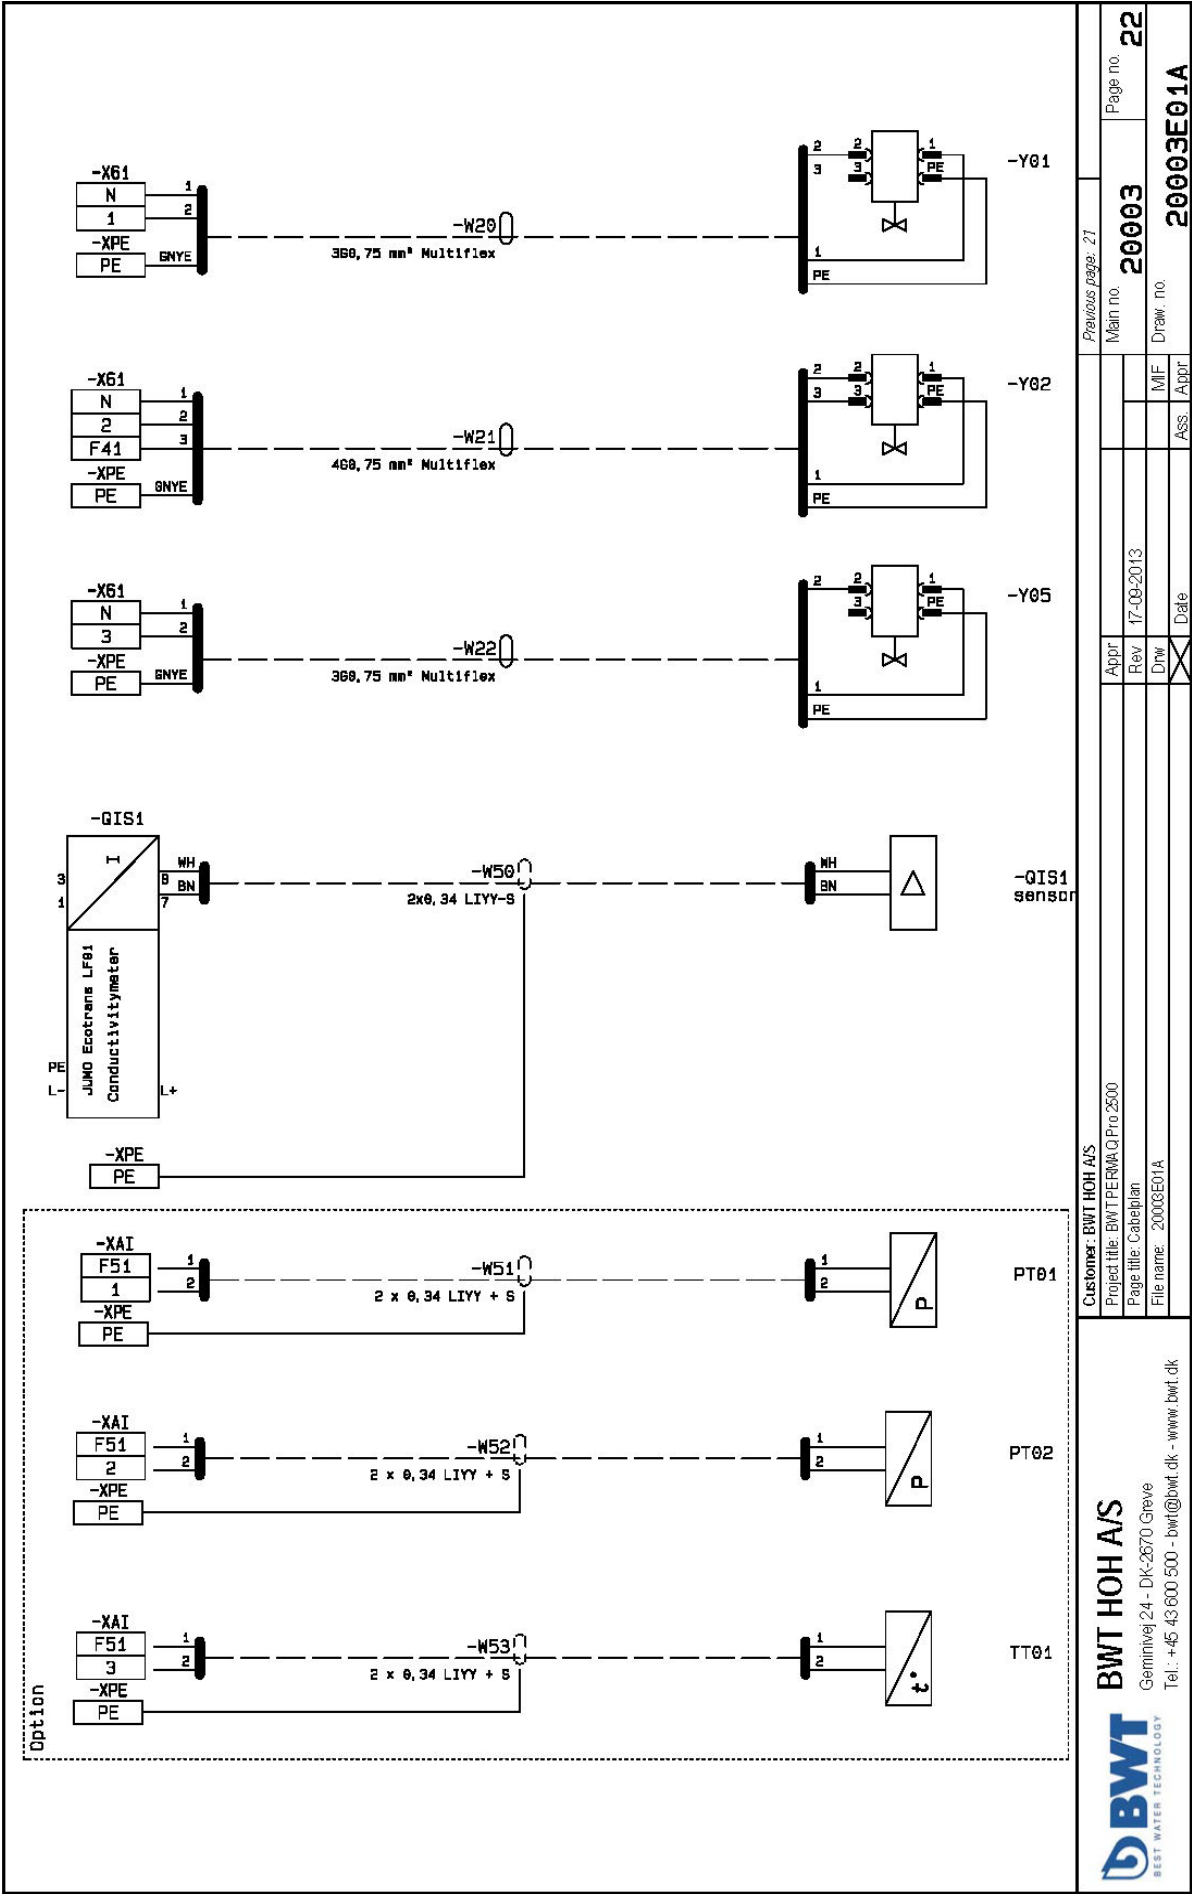 -X61
N
1
-XPE
PE
1
2
GNYE
-W20
3G0,75 mm² Multiflex
2
3
1
PE
2
3
1
PE
-Y01
-X61
N
2
F41
-XPE
PE
1
2
3
GNYE
-W21
4G0,75 mm² Multiflex
2
3
1
PE
2
3
1
PE
-Y02
-X61
N
3
-XPE
PE
1
2
GNYE
-W22
3G0,75 mm² Multiflex
2
1
PE
2
3
1
PE
-Y05
-QIS1
I
3
1
8
7
WH
BN
JUMO Ecotrans LF01
Conductivitymeter
PE
L-
L+
-W50
2x0,34 LIYY-S
WH
BN
-QIS1
sensor
-XPE
PE
Option
-XAI
F51
1
-XPE
PE
1
2
-W51
2 x 0,34 LIYY + S
1
2
P
PT01
-XAI
F51
2
-XPE
PE
1
2
-W52
2 x 0,34 LIYY + S
1
2
P
PT02
-XAI
F51
3
-XPE
PE
1
2
-W53
2 x 0,34 LIYY + S
1
2
t°
TT01
BWT
BEST WATER TECHNOLOGY
BWT HOH A/S
Geminivej 24 - DK-2670 Greve
Tel.: +45 43 600 500 - bwt@bwt.dk - www.bwt.dk
Customer: BWT HOH A/S
Project title: BWT PERMAQ Pro 2500
Page title: Cabelplan
File name: 20003E01A
Appr
Rev 17-09-2013
Drw MIF
Date Ass. Appr
Previous page: 21
Main no. 20003
Page no. 22
Draw. no. 20003E01A